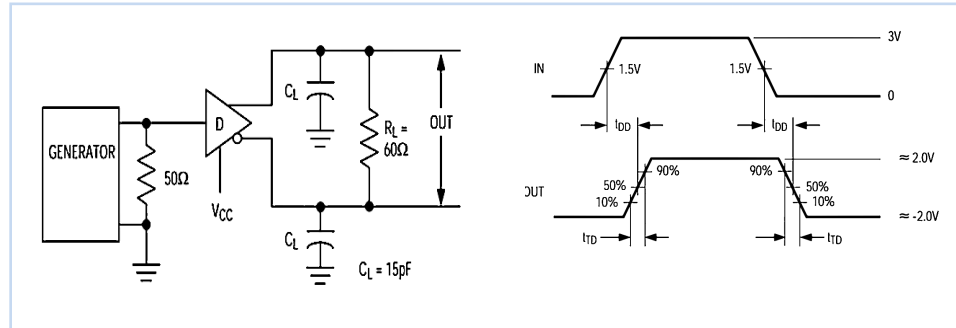 GENERATOR
50Ω
D
VCC
CL
RL =
60Ω
OUT
CL
CL = 15pF
IN
1.5V
1.5V
3V
0
tDD
tDD
OUT
90%
50%
10%
90%
50%
10%
≈ 2.0V
≈ -2.0V
tTD
tTD